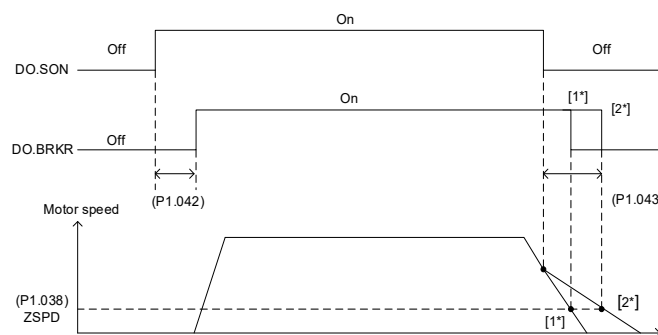 On
Off
Off
DO.SON
On
[1*]
[2*]
Off
DO.BRKR
(P1.042)
(P1.043
Motor speed
(P1.038)
ZSPD
[1*]
[2*]